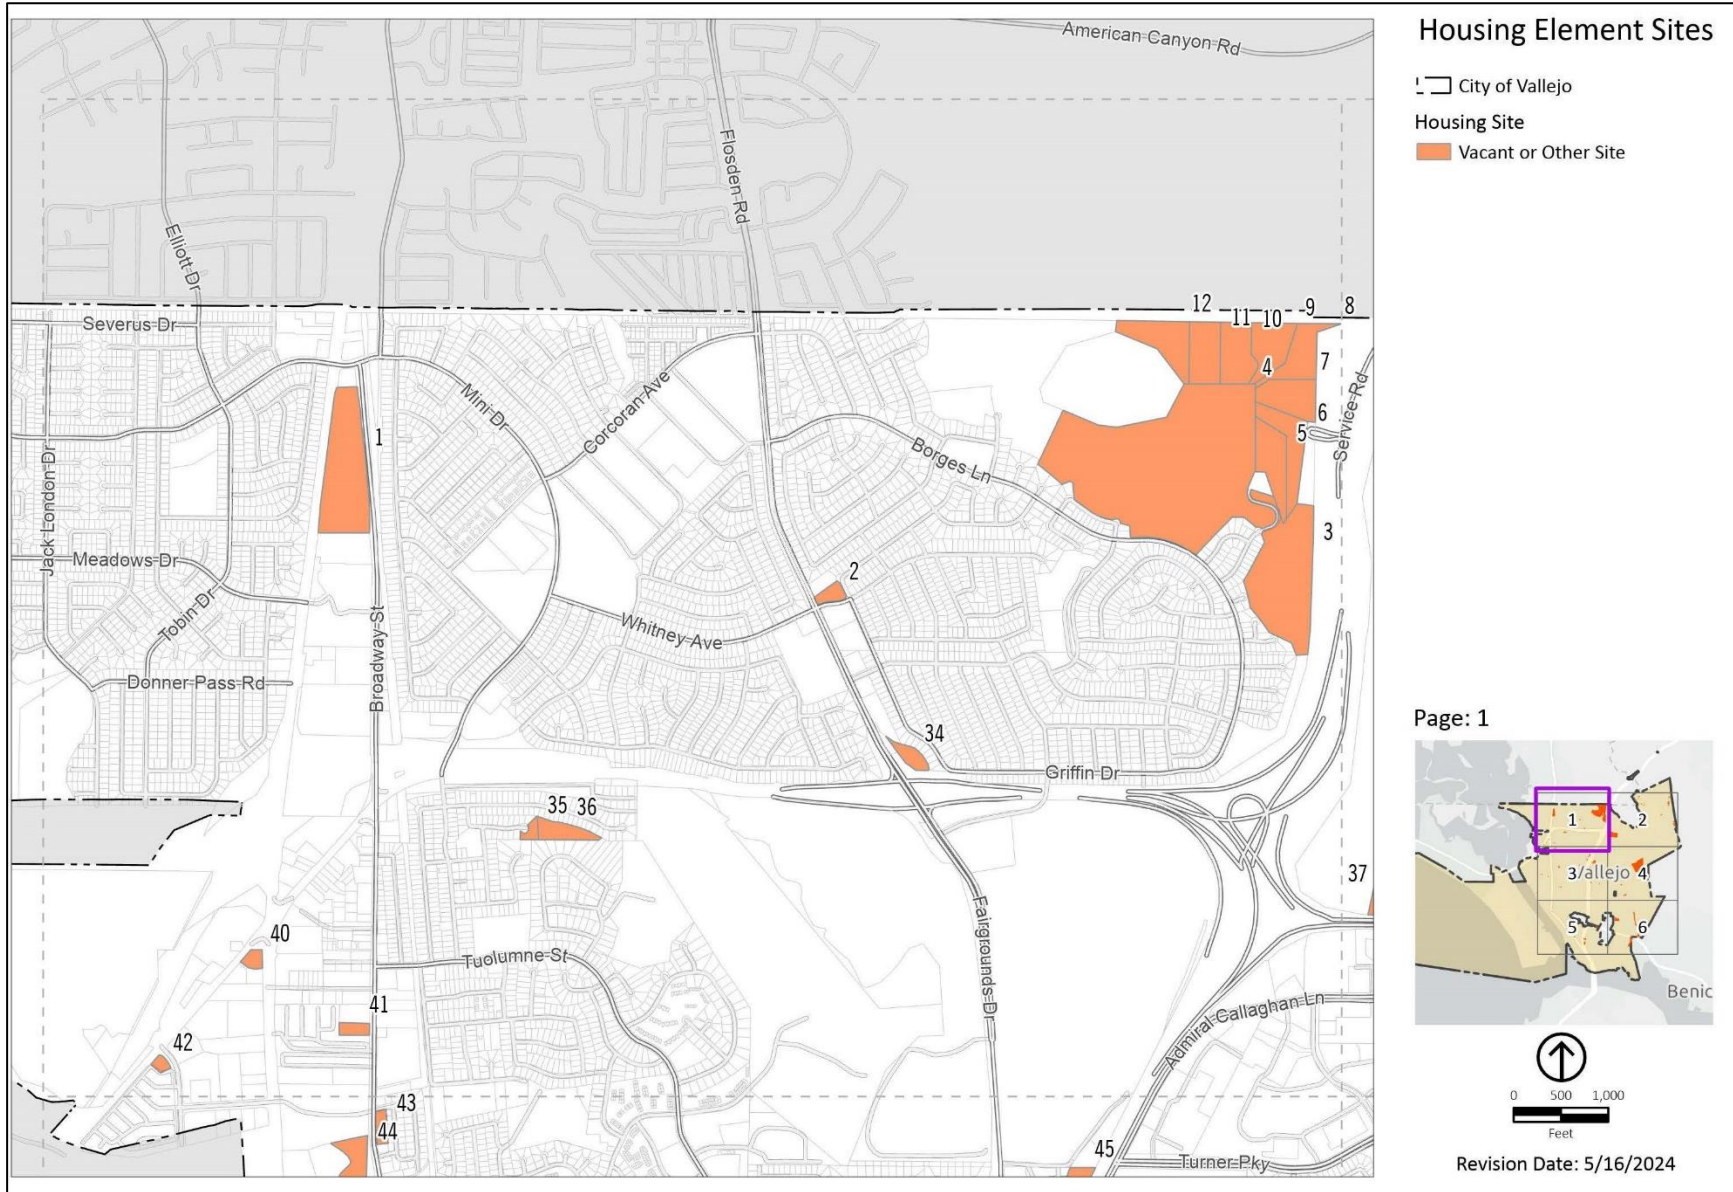 American Canyon Rd
Flosden Rd
Elliott Dr
Severus Dr
12
11
10
9
8
7
4
6
5
Service Rd
3
Mini Dr
Corcoran Ave
1
Borges Ln
Jack London Dr
Meadows Dr
Tobin Dr
2
Whitney Ave
Donner Pass Rd
Broadway St
34
Griffin Dr
35
36
37
40
Tuolumne St
Fairgrounds Dr
41
Admiral Callaghan Ln
42
43
44
45
Turner Pky
Housing Element Sites
City of Vallejo
Housing Site
Vacant or Other Site
Page: 1
1
2
3
Vallejo
4
5
6
Benic
0 500 1,000
Feet
Revision Date: 5/16/2024